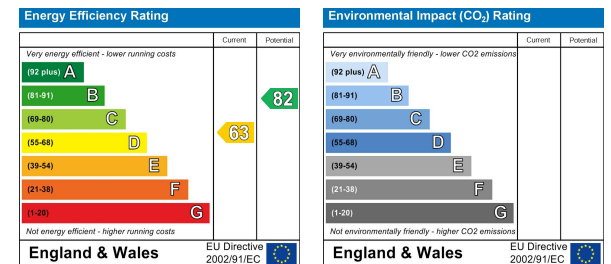 Energy Efficiency Rating
Current Potential
Very energy efficient - lower running costs
(92 plus) A
(81-91) B
82
(69-80) C
63
(55-68) D
(39-54) E
(21-38) F
(1-20) G
Not energy efficient - higher running costs
England & Wales
EU Directive
2002/91/EC
Environmental Impact (CO2) Rating
Current Potential
Very environmentally friendly - lower CO2 emissions
(92 plus) A
(81-91) B
(69-80) C
(55-68) D
(39-54) E
(21-38) F
(1-20) G
Not environmentally friendly - higher CO2 emissions
England & Wales
EU Directive
2002/91/EC